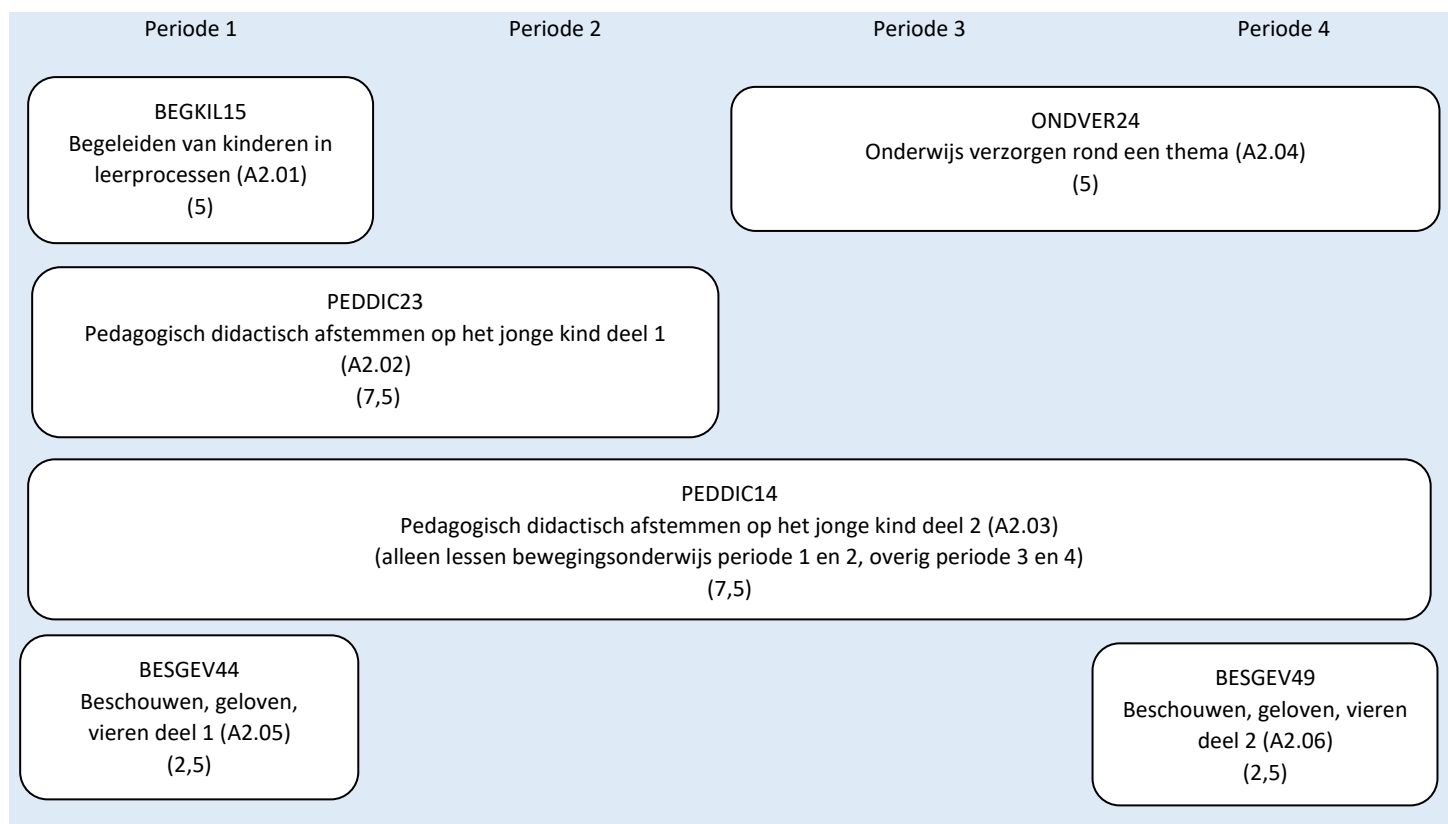 Periode 1 Periode 2 Periode 3 Periode 4
BEGKIL15
Begeleiden van kinderen in
leerprocessen (A2.01)
(5)
ONDVER24
Onderwijs verzorgen rond een thema (A2.04)
(5)
PEDDIC23
Pedagogisch didactisch afstemmen op het jonge kind deel 1
(A2.02)
(7,5)
PEDDIC14
Pedagogisch didactisch afstemmen op het jonge kind deel 2 (A2.03)
(alleen lessen bewegingsonderwijs periode 1 en 2, overig periode 3 en 4)
(7,5)
BESGEV44
Beschouwen, geloven,
vieren deel 1 (A2.05)
(2,5)
BESGEV49
Beschouwen, geloven, vieren
deel 2 (A2.06)
(2,5)